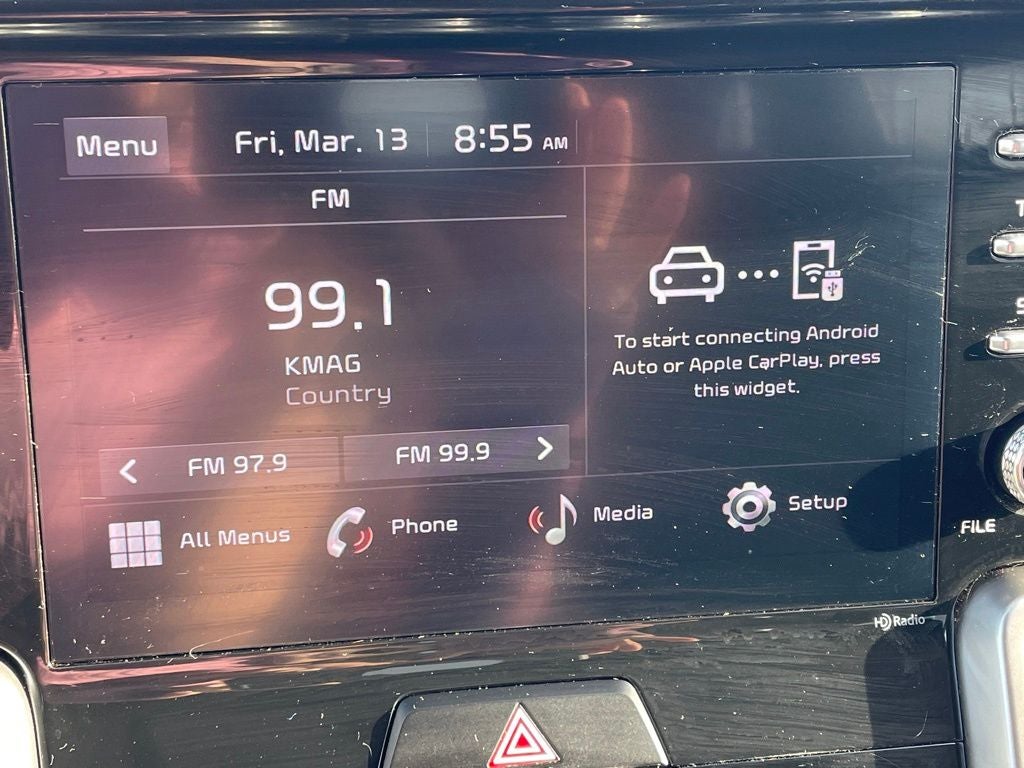 Menu
Fri, Mar. 13
8:55 AM
FM
99.1
KMAG
Country
FM 97.9
FM 99.9
To start connecting Android
Auto or Apple CarPlay, press
this widget.
All Menus
Phone
Media
Setup
FILE
HD Radio